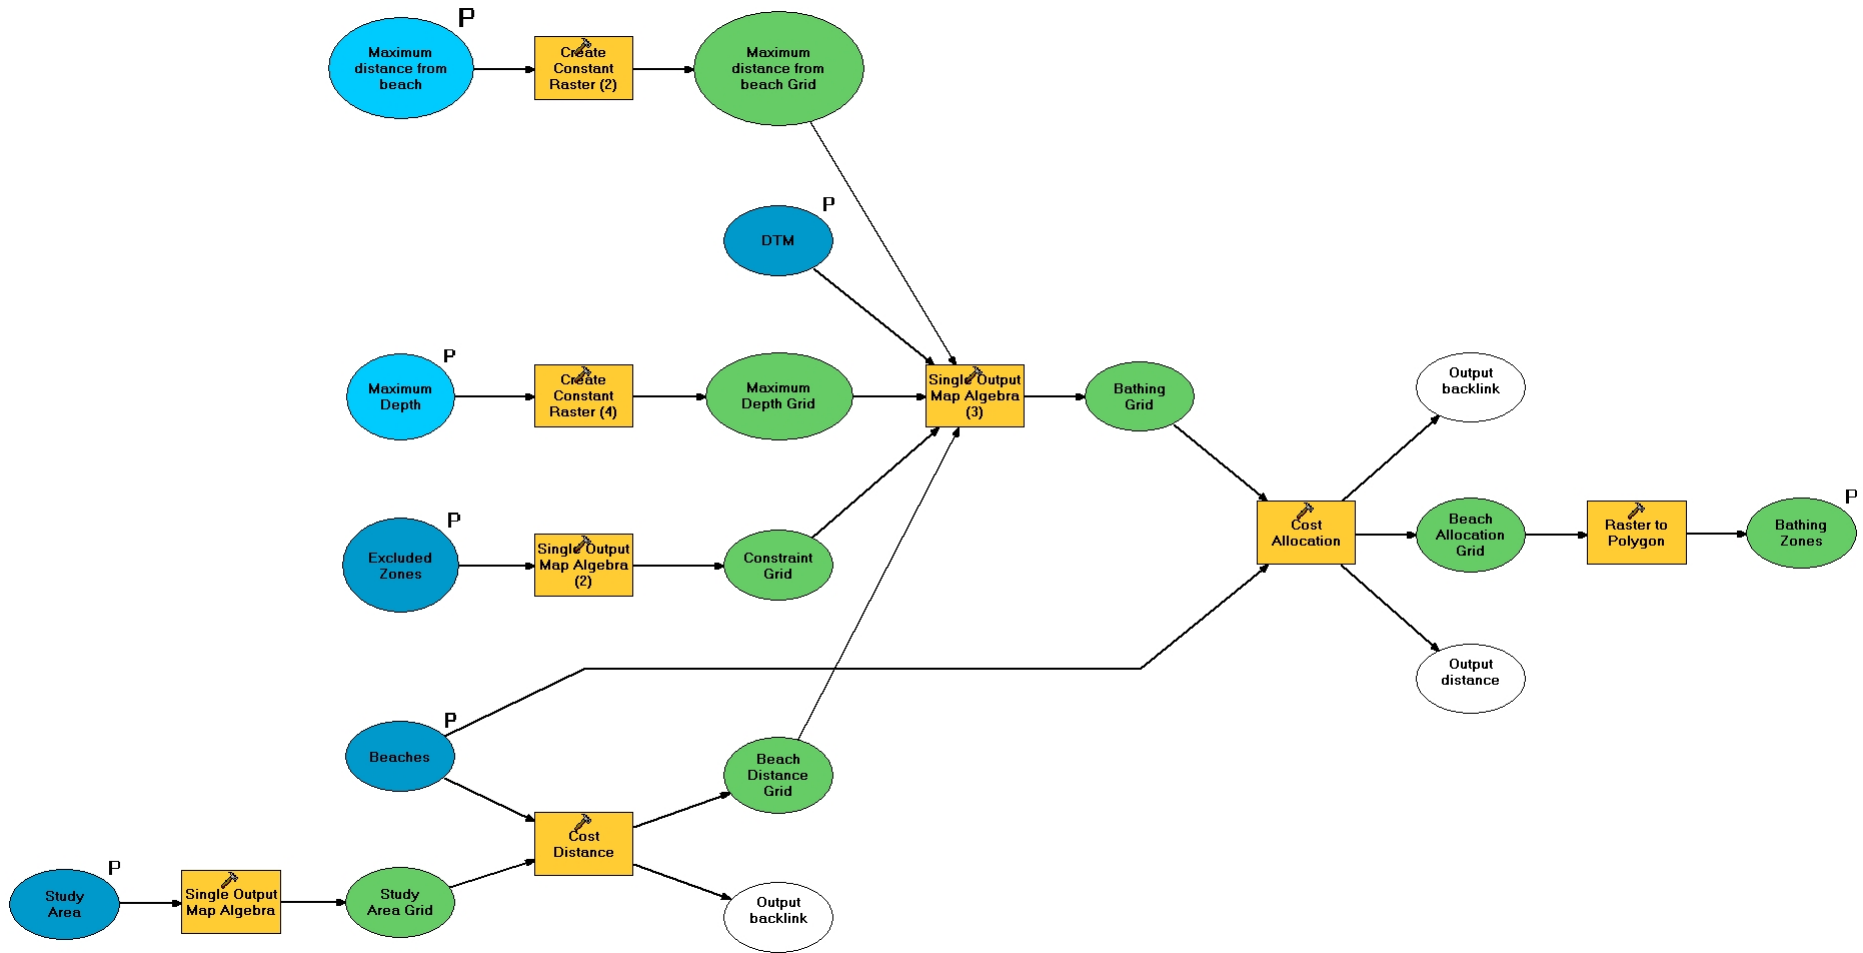 P
Maximum
distance from
beach
Create
Constant
Raster (2)
Maximum
distance from
beach Grid
P
DTM
P
Maximum
Depth
Create
Constant
Raster (4)
Maximum
Depth Grid
Single Output
Map Algebra
(3)
Bathing
Grid
Output
backlink
P
Excluded
Zones
Single Output
Map Algebra
(2)
Constraint
Grid
Cost
Allocation
Beach
Allocation
Grid
Raster to
Polygon
P
Bathing
Zones
Output
distance
P
Beaches
Beach
Distance
Grid
Cost
Distance
P
Study
Area
Single Output
Map Algebra
Study
Area Grid
Output
backlink